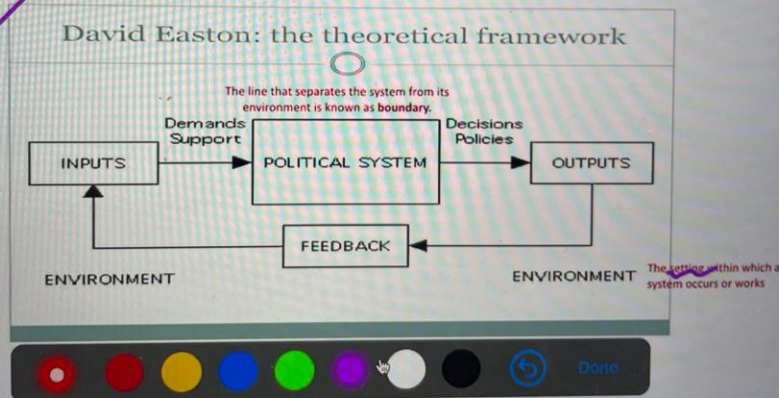 David Easton: the theoretical framework
The line that separates the system from its
environment is known as boundary.
Demands
Support
Decisions
Policies
INPUTS
POLITICAL SYSTEM
OUTPUTS
FEEDBACK
ENVIRONMENT
ENVIRONMENT
The setting within which a
system occurs or works
Done